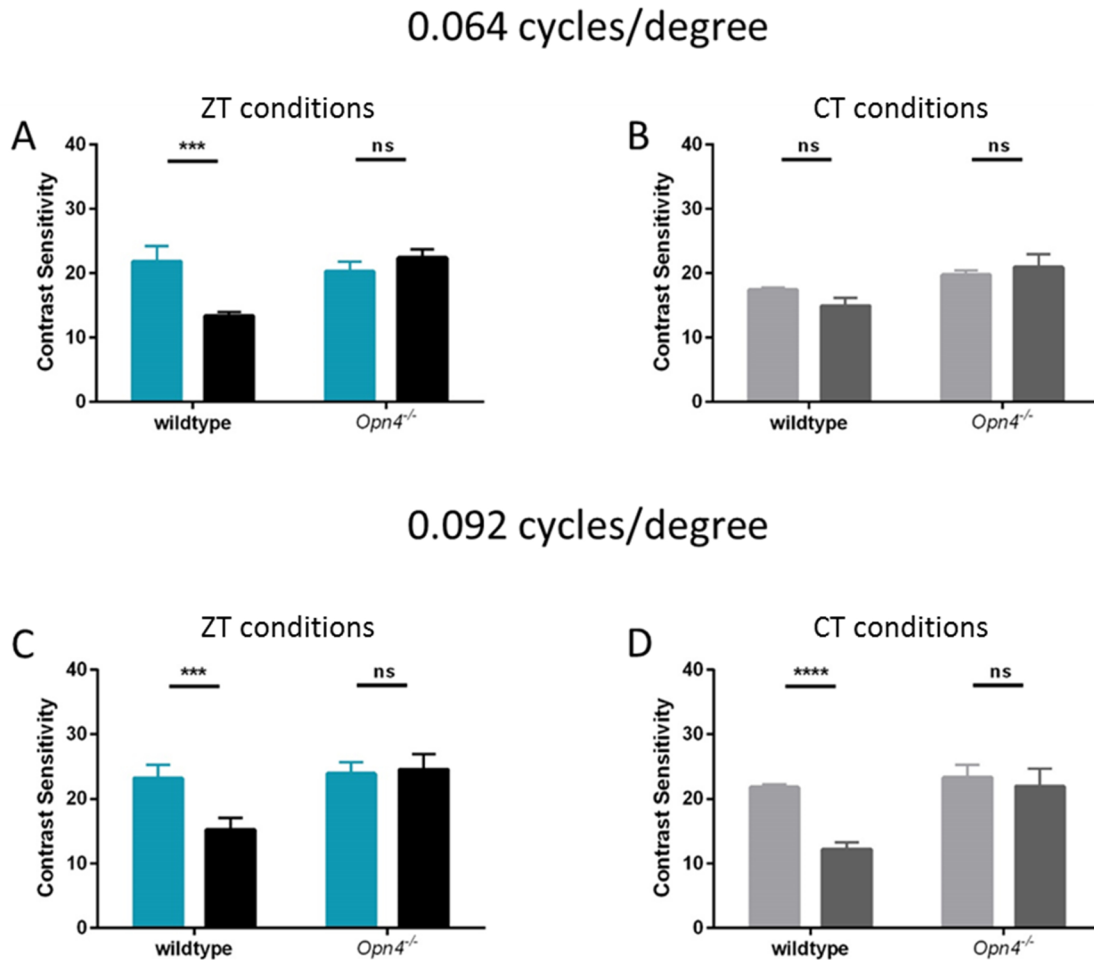 0.064 cycles/degree
A
ZT conditions
Contrast Sensitivity
40
30
20
10
0
***
ns
wildtype
Opn4-/-
B
CT conditions
Contrast Sensitivity
40
30
20
10
0
ns
ns
wildtype
Opn4-/-
0.092 cycles/degree
C
ZT conditions
Contrast Sensitivity
40
30
20
10
0
***
ns
wildtype
Opn4-/-
D
CT conditions
Contrast Sensitivity
40
30
20
10
0
****
ns
wildtype
Opn4-/-